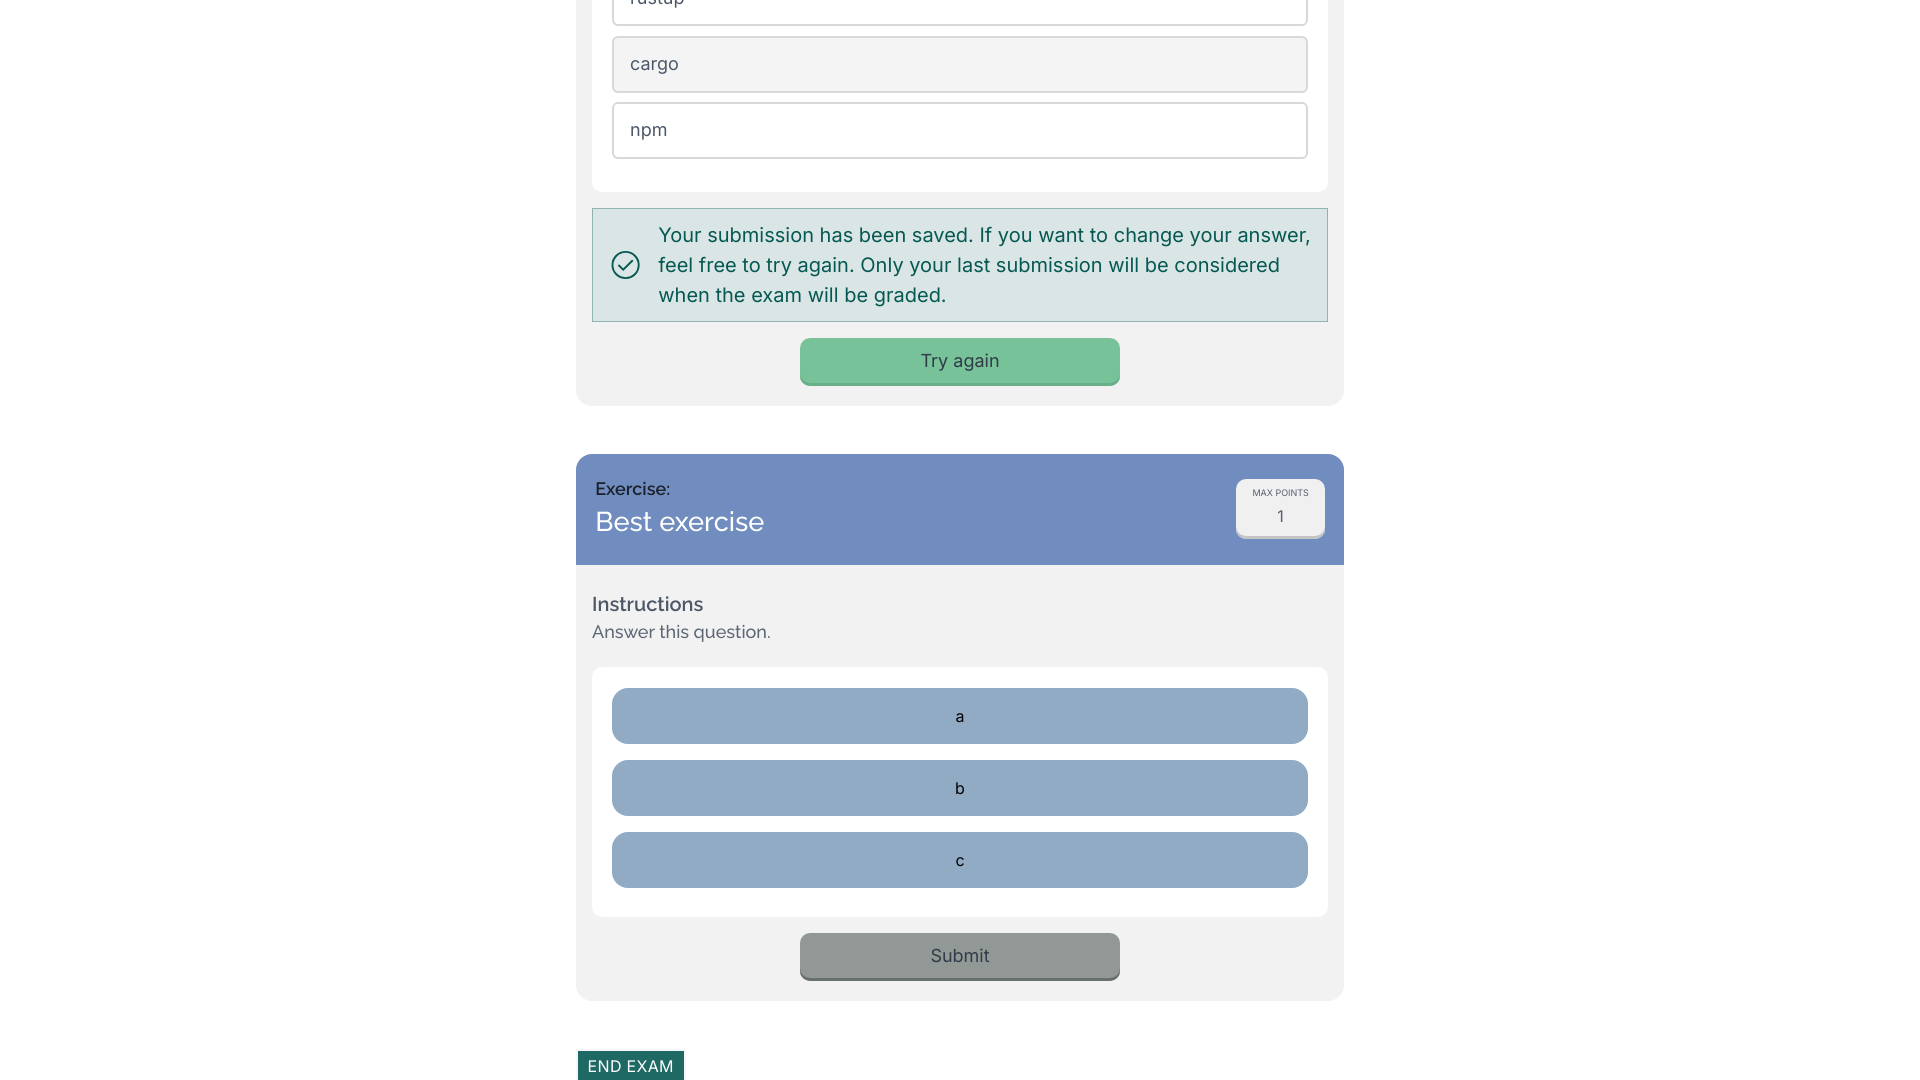 cargo
npm
Your submission has been saved. If you want to change your answer,
feel free to try again. Only your last submission will be considered
when the exam will be graded.
Try again
Exercise:
Best exercise
MAX POINTS
1
Instructions
Answer this question.
a
b
c
Submit
END EXAM